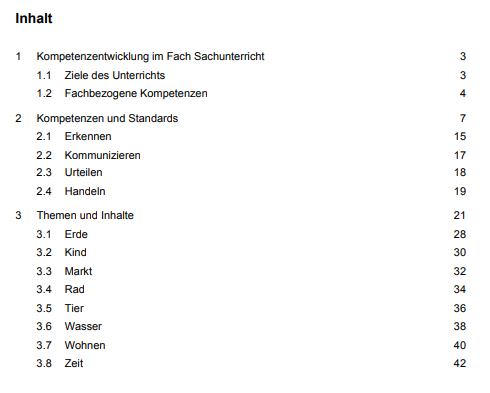 Inhalt
1 Kompetenzentwicklung im Fach Sachunterricht 3
1.1 Ziele des Unterrichts 3
1.2 Fachbezogene Kompetenzen 4
2 Kompetenzen und Standards 7
2.1 Erkennen 15
2.2 Kommunizieren 17
2.3 Urteilen 18
2.4 Handeln 19
3 Themen und Inhalte 21
3.1 Erde 28
3.2 Kind 30
3.3 Markt 32
3.4 Rad 34
3.5 Tier 36
3.6 Wasser 38
3.7 Wohnen 40
3.8 Zeit 42